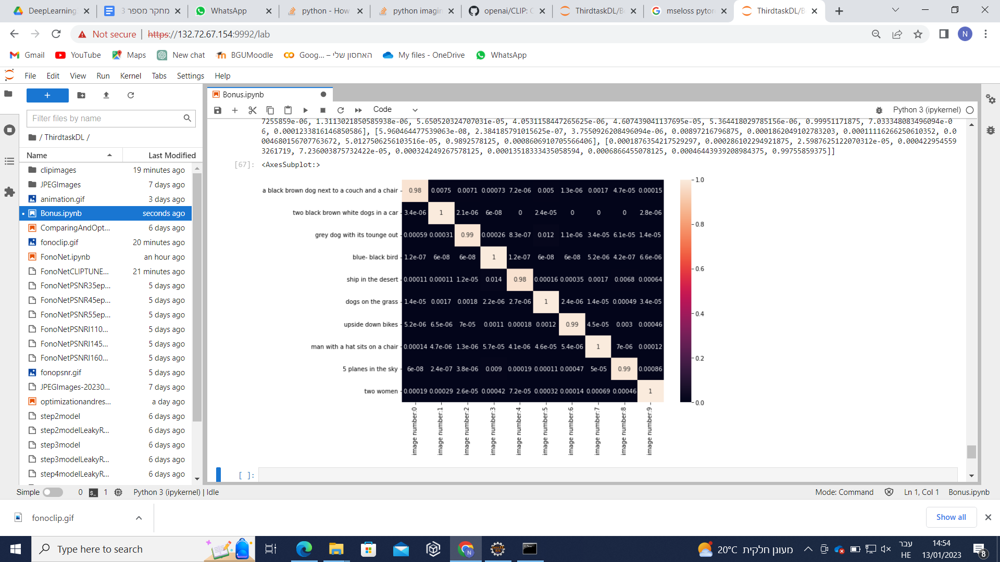 DeepLearning
מחקר מספר 3
WhatsApp
python - How
python imagin
openai/CLIP: C
ThirdtaskDL/B
mseloss pytor
ThirdtaskDL/B
Not secure
https://132.72.67.154:9992/lab
N
Gmail
YouTube
Maps
New chat
BGUMoodle
Goog... – האחסון שלי
My files - OneDrive
WhatsApp
File Edit View Run Kernel Tabs Settings Help
Filter files by name
/ ThirdtaskDL /
Name Last Modified
clipimages 19 minutes ago
JPEGImages 7 days ago
animation.gif 3 days ago
Bonus.ipynb seconds ago
ComparingAndOpt... 6 days ago
fonoclip.gif 20 minutes ago
FonoNet.ipynb an hour ago
FonoNetCLIPTUNE... 21 minutes ago
FonoNetPSNR35ep... 5 days ago
FonoNetPSNR45ep... 5 days ago
FonoNetPSNR55ep... 5 days ago
FonoNetPSNRI110... 5 days ago
FonoNetPSNRI145... 5 days ago
FonoNetPSNRI160... 5 days ago
fonopsnr.gif 5 days ago
JPEGImages-20230... 7 days ago
optimizationandres... a day ago
step2model 6 days ago
step2modelLeakyR... 6 days ago
step3model 6 days ago
step3modelLeakyR... 6 days ago
step4modelLeakyR... 6 days ago
Bonus.ipynb
Code
Python 3 (ipykernel)
7255859e-06, 1.3113021850585938e-06, 5.650520324707031e-05, 4.0531158447265625e-06, 4.607439041137695e-05, 5.364418029785156e-06, 0.99951171875, 7.033348083496094e-0
6, 0.0001233816146850586], [5.960464477539063e-08, 2.384185791015625e-07, 3.7550926208496094e-06, 0.00897216796875, 0.0001862049102783203, 0.00011116266250610352, 0.0
004680156707763672, 5.0127506256103516e-05, 0.9892578125, 0.0008606910705566406], [0.0001876354217529297, 0.000286102294921875, 2.5987625122070312e-05, 0.000422954559
3261719, 7.236003875732422e-05, 0.000324249267578125, 0.00013518333435058594, 0.0006866455078125, 0.00046443939208984375, 0.99755859375]]
[67]: <AxesSubplot:>
a black brown dog next to a couch and a chair 0.98 0.0075 0.0071 0.00073 7.2e-06 0.005 1.3e-06 0.0017 4.7e-05 0.00015
two black brown white dogs in a car 3.4e-06 1 2.1e-06 6e-08 0 2.4e-05 0 0 0 2.8e-06
grey dog with its tounge out 0.00059 0.00031 0.99 0.00026 8.3e-07 0.012 1.1e-06 3.4e-05 6.1e-05 1.4e-05
blue- black bird 1.2e-07 6e-08 6e-08 1 1.2e-07 6e-08 6e-08 5.2e-06 4.2e-07 6.6e-06
ship in the desert 0.00011 0.00011 1.2e-05 0.014 0.98 0.00016 0.00035 0.0017 0.0068 0.00064
dogs on the grass 1.4e-05 0.0017 0.0018 2.2e-06 2.7e-06 1 2.4e-06 1.4e-05 0.00049 3.4e-05
upside down bikes 5.2e-06 6.5e-06 7e-05 0.0011 0.00018 0.0012 0.99 4.5e-05 0.003 0.00046
man with a hat sits on a chair 0.00014 4.7e-06 1.3e-06 5.7e-05 4.1e-06 4.6e-05 5.4e-06 1 7e-06 0.00012
5 planes in the sky 6e-08 2.4e-07 3.8e-06 0.009 0.00019 0.00011 0.00047 5e-05 0.99 0.00086
two women 0.00019 0.00029 2.6e-05 0.00042 7.2e-05 0.00032 0.00014 0.00069 0.00046 1
image number:0
image number:1
image number:2
image number:3
image number:4
image number:5
image number:6
image number:7
image number:8
image number:9
1.0
0.8
0.6
0.4
0.2
0.0
[ ]:
Simple 0 1 Python 3 (ipykernel) | Idle
Mode: Command Ln 1, Col 1 Bonus.ipynb
fonoclip.gif
Show all
Type here to search
20°C מעונן חלקית
עבר
HE
14:54
13/01/2023
8